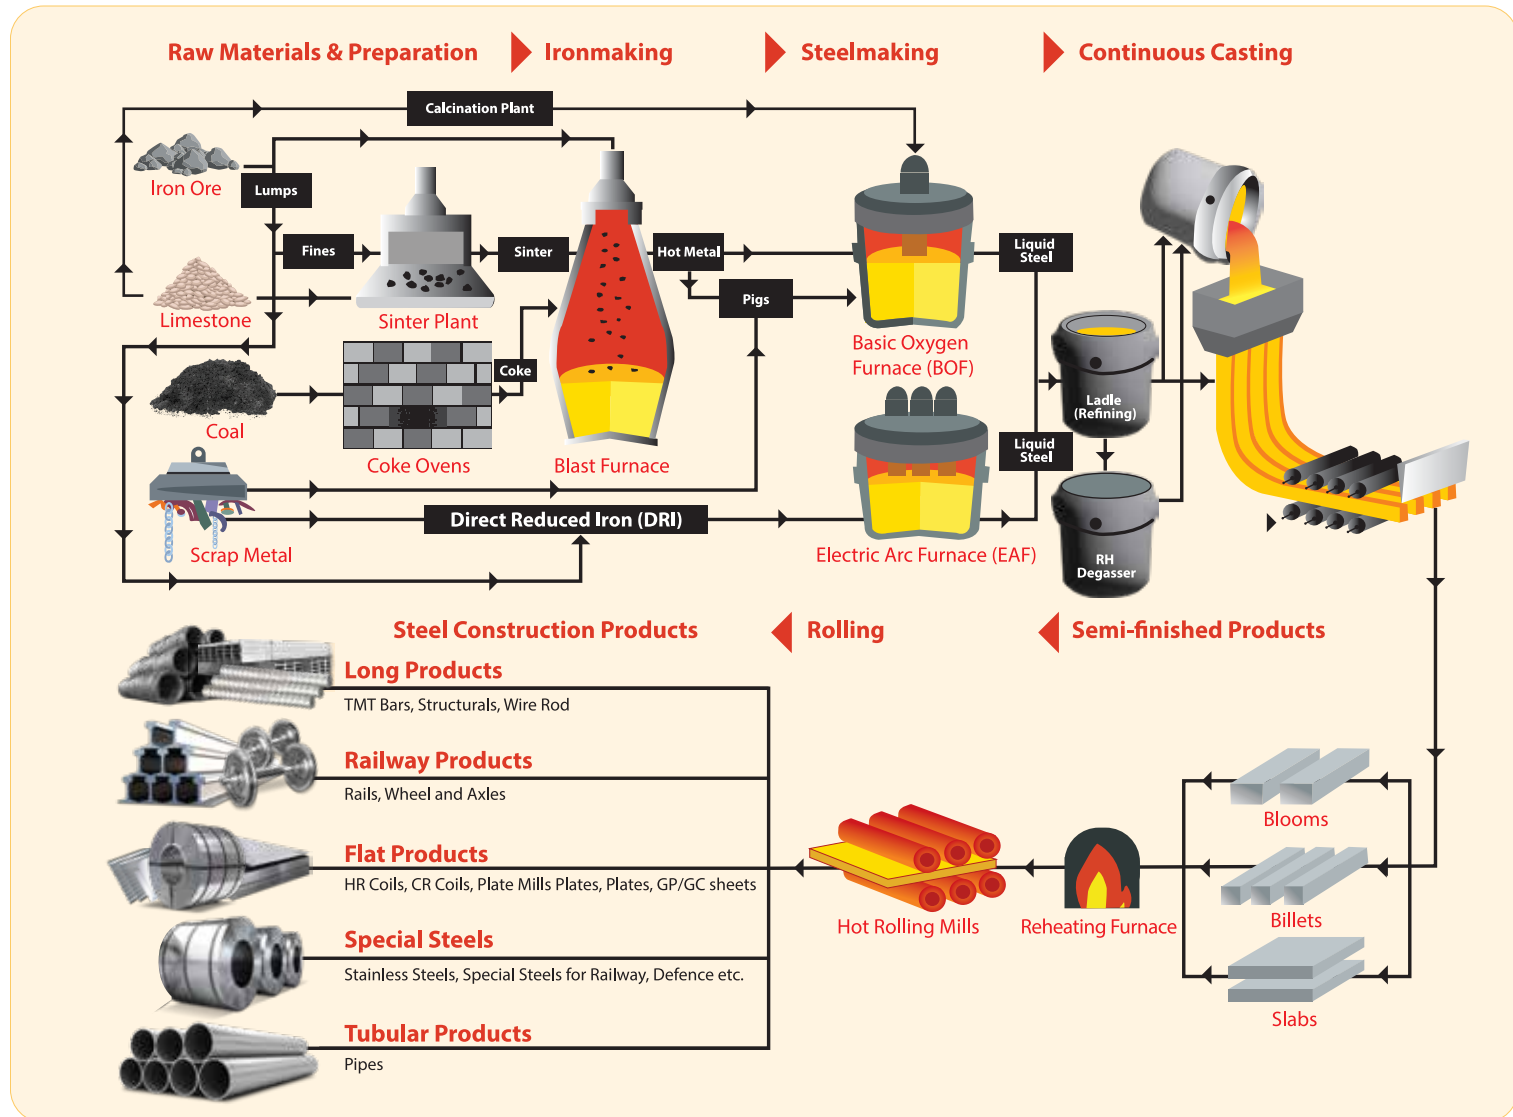 Raw Materials & Preparation
Ironmaking
Steelmaking
Continuous Casting
Calcination Plant
Iron Ore
Lumps
Fines
Sinter
Hot Metal
Liquid
Steel
Pigs
Limestone
Sinter Plant
Basic Oxygen
Furnace (BOF)
Coke
Coal
Coke Ovens
Blast Furnace
Ladle
(Refining)
Liquid
Steel
Direct Reduced Iron (DRI)
Scrap Metal
Electric Arc Furnace (EAF)
RH
Degasser
Steel Construction Products
Rolling
Semi-finished Products
Long Products
TMT Bars, Structurals, Wire Rod
Railway Products
Rails, Wheel and Axles
Flat Products
HR Coils, CR Coils, Plate Mills Plates, Plates, GP/GC sheets
Special Steels
Stainless Steels, Special Steels for Railway, Defence etc.
Tubular Products
Pipes
Hot Rolling Mills
Reheating Furnace
Blooms
Billets
Slabs